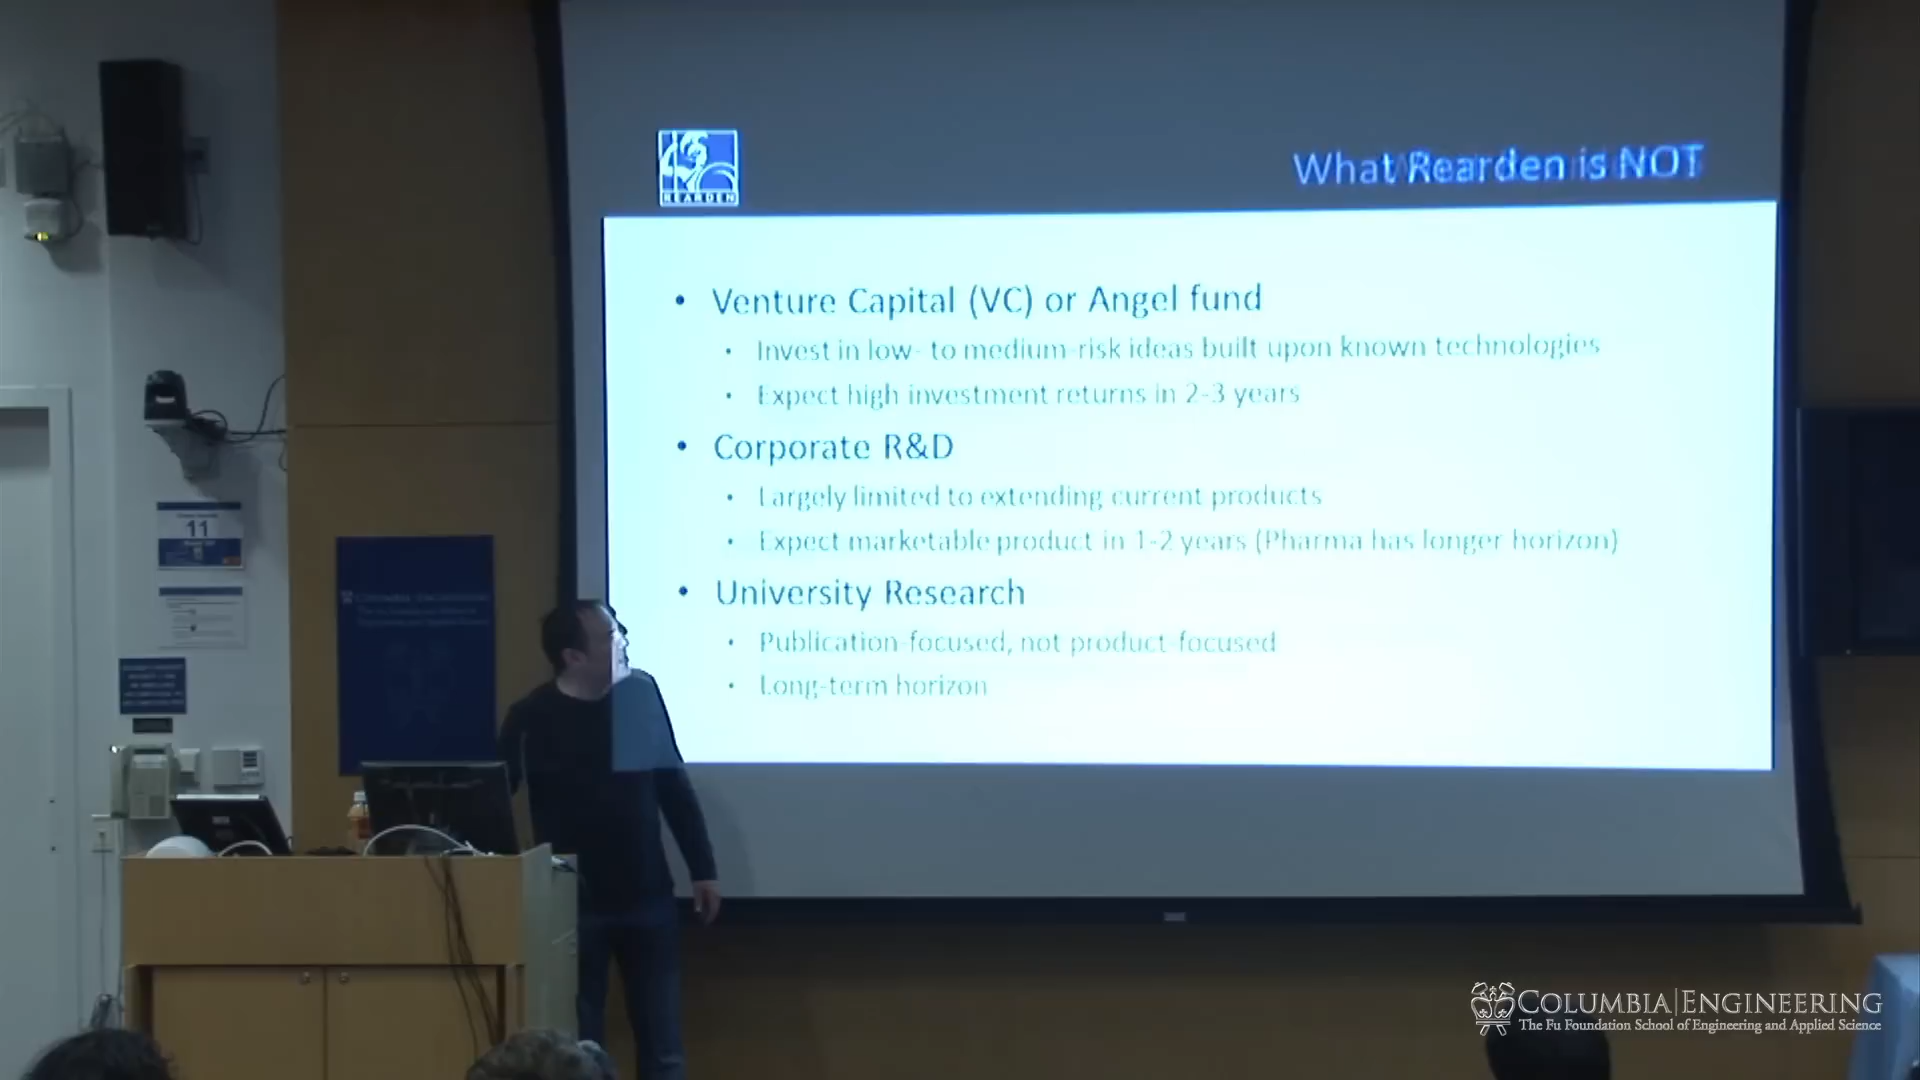 REARDEN
What Rearden is NOT
• Venture Capital (VC) or Angel fund
• Invest in low- to medium-risk ideas built upon known technologies
• Expect high investment returns in 2-3 years
• Corporate R&D
• Largely limited to extending current products
• Expect marketable product in 1-2 years (Pharma has longer horizon)
• University Research
• Publication-focused, not product-focused
• Long-term horizon
11
COLUMBIA ENGINEERING
COLUMBIA|ENGINEERING
The Fu Foundation School of Engineering and Applied Science